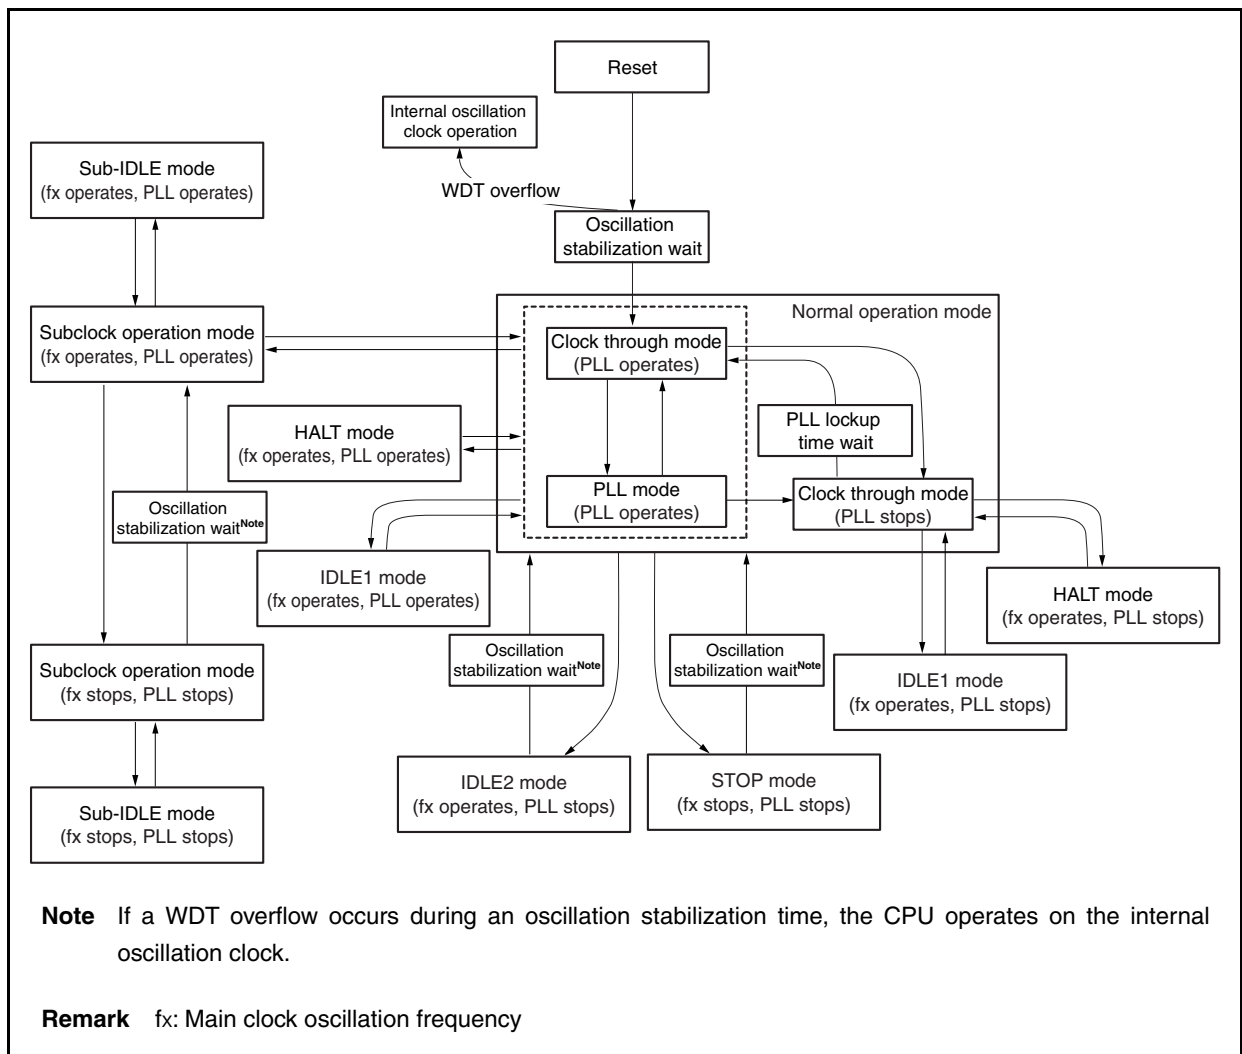 Reset
Internal oscillation
clock operation
WDT overflow
Sub-IDLE mode
(fx operates, PLL operates)
Oscillation
stabilization wait
Normal operation mode
Subclock operation mode
(fx operates, PLL operates)
Clock through mode
(PLL operates)
HALT mode
(fx operates, PLL operates)
PLL lockup
time wait
PLL mode
(PLL operates)
Clock through mode
(PLL stops)
Oscillation
stabilization waitNote
IDLE1 mode
(fx operates, PLL operates)
HALT mode
(fx operates, PLL stops)
Oscillation
stabilization waitNote
Oscillation
stabilization waitNote
Subclock operation mode
(fx stops, PLL stops)
IDLE1 mode
(fx operates, PLL stops)
IDLE2 mode
(fx operates, PLL stops)
STOP mode
(fx stops, PLL stops)
Sub-IDLE mode
(fx stops, PLL stops)
Note If a WDT overflow occurs during an oscillation stabilization time, the CPU operates on the internal
oscillation clock.
Remark fx: Main clock oscillation frequency